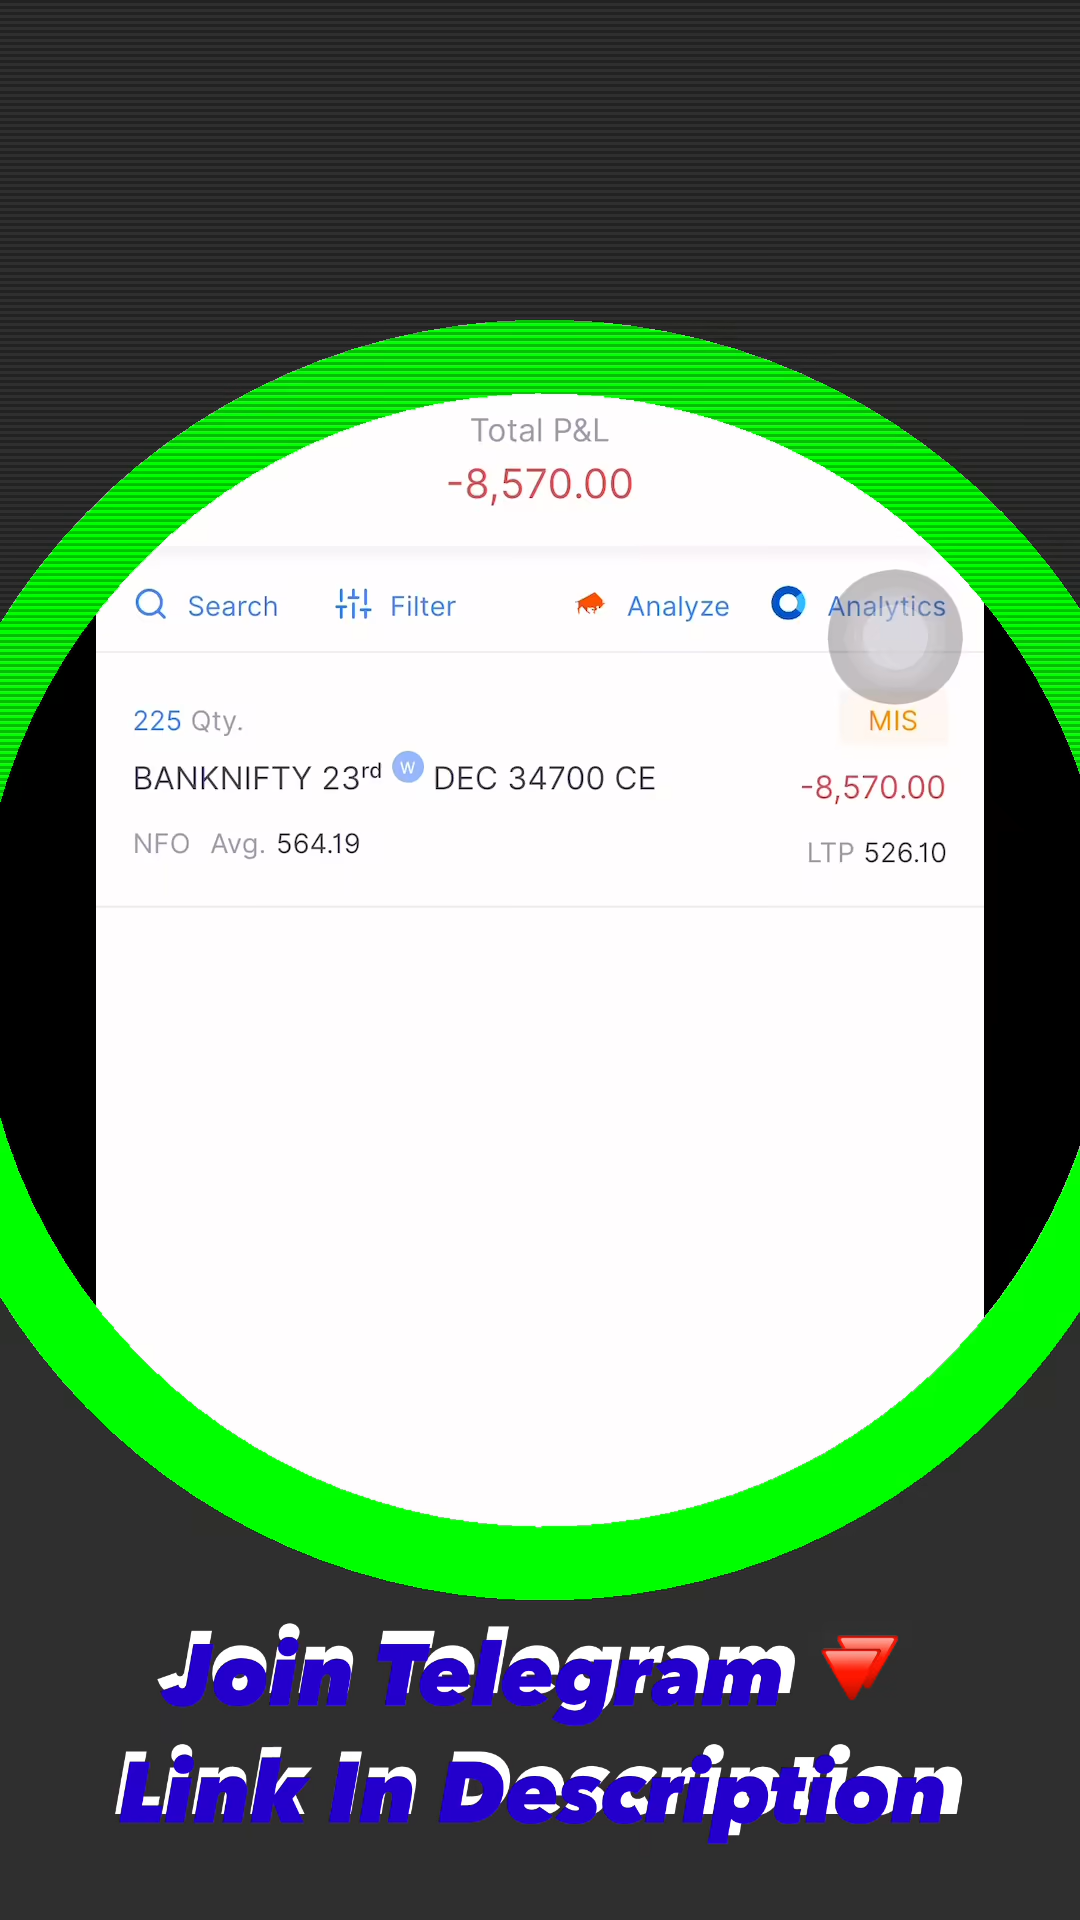 Total P&L
-8,570.00
Search Filter Analyze Analytics
225 Qty. MIS
BANKNIFTY 23rd W DEC 34700 CE -8,570.00
NFO Avg. 564.19 LTP 526.10
Join Telegram
Link In Description